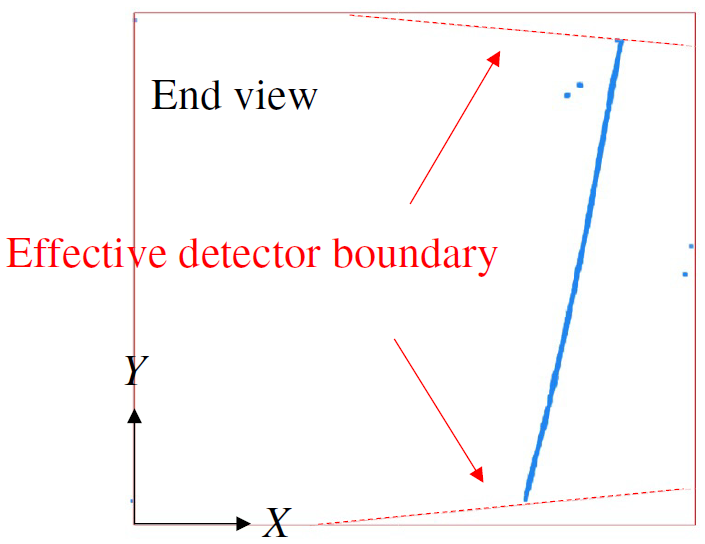 End view
Effective detector boundary
Y
X